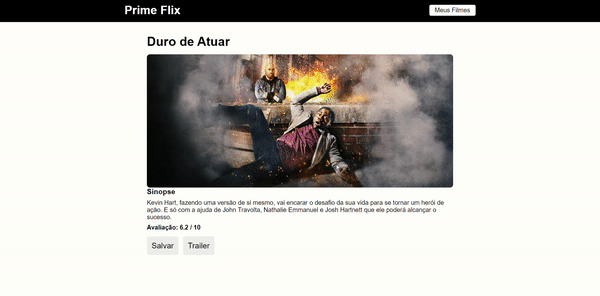 Prime Flix
Meus Filmes
Duro de Atuar
Sinopse
Kevin Hart, fazendo uma versão de si mesmo, vai encarar o desafio da sua vida para se tornar um herói de
ação. E só com a ajuda de John Travolta, Nathalie Emmanuel e Josh Hartnett que ele poderá alcançar o
sucesso.
Avaliação: 6.2 / 10
Salvar
Trailer